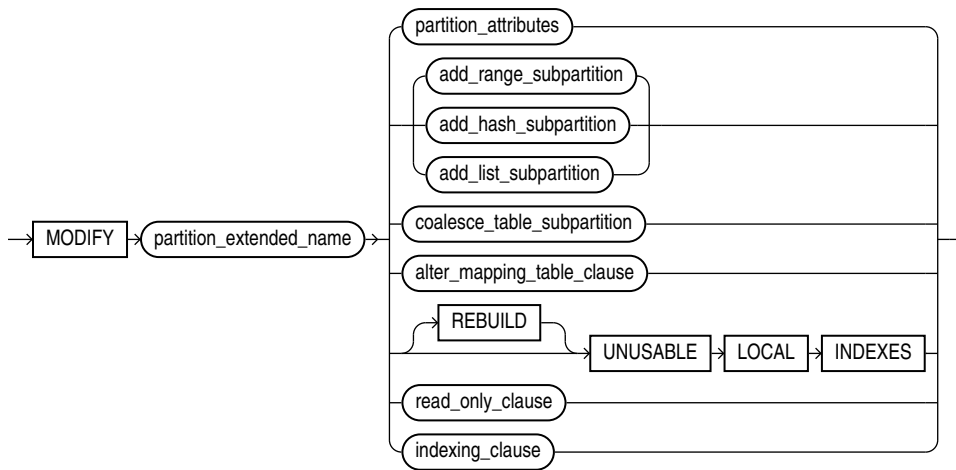 partition_attributes
add_range_subpartition
add_hash_subpartition
add_list_subpartition
MODIFY partition_extended_name coalesce_table_subpartition
alter_mapping_table_clause
REBUILD
UNUSABLE LOCAL INDEXES
read_only_clause
indexing_clause